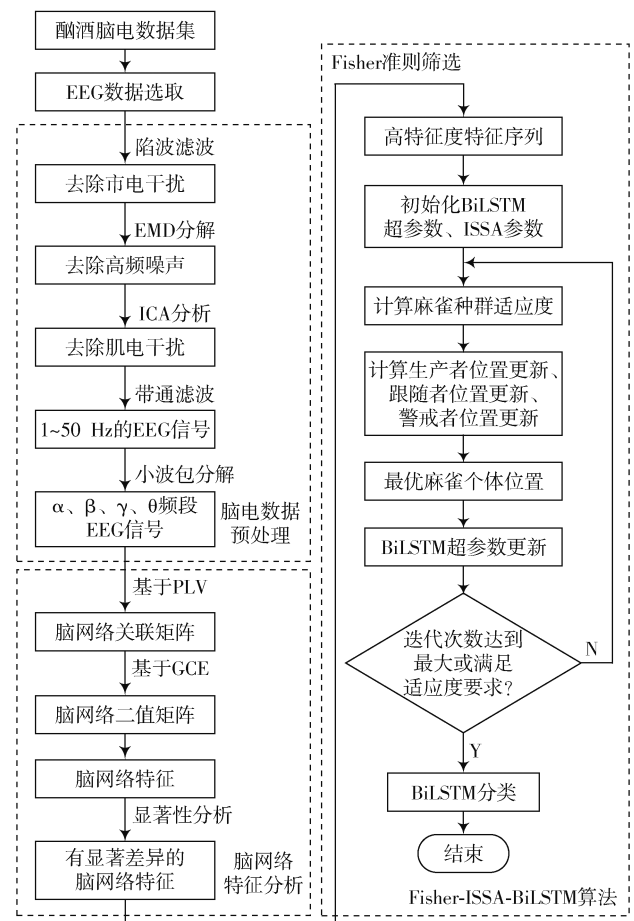 酗酒脑电数据集
EEG数据选取
陷波滤波
去除市电干扰
EMD分解
去除高频噪声
ICA分析
去除肌电干扰
带通滤波
1~50 Hz的EEG信号
小波包分解
α、β、γ、θ频段
EEG信号
脑电数据
预处理
基于PLV
脑网络关联矩阵
基于GCE
脑网络二值矩阵
脑网络特征
显著性分析
有显著差异的
脑网络特征
脑网络
特征分析
Fisher准则筛选
高特征度特征序列
初始化BiLSTM
超参数、ISSA参数
计算麻雀种群适应度
计算生产者位置更新、
跟随者位置更新、
警戒者位置更新
最优麻雀个体位置
BiLSTM超参数更新
迭代次数达到
最大或满足
适应度要求?
N
Y
BiLSTM分类
结束
Fisher-ISSA-BiLSTM算法